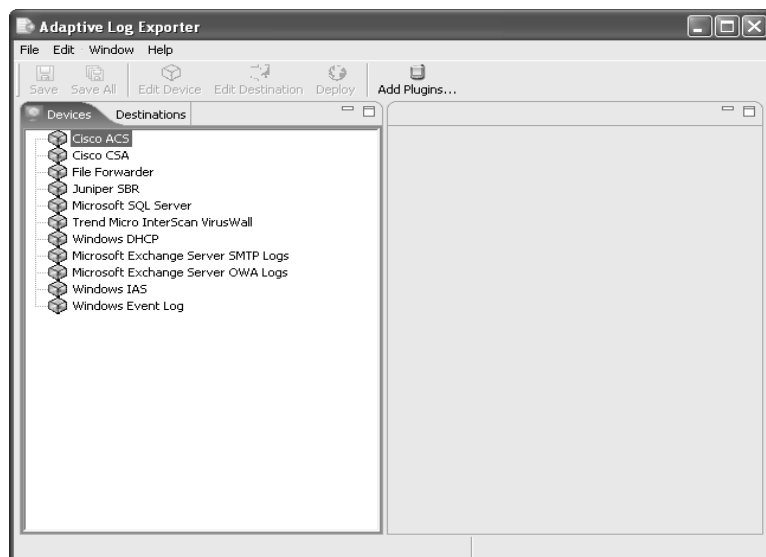 Adaptive Log Exporter
File Edit Window Help
Save Save All Edit Device Edit Destination Deploy Add Plugins...
Devices Destinations
Cisco ACS
Cisco CSA
File Forwarder
Juniper SBR
Microsoft SQL Server
Trend Micro InterScan VirusWall
Windows DHCP
Microsoft Exchange Server SMTP Logs
Microsoft Exchange Server OWA Logs
Windows IAS
Windows Event Log